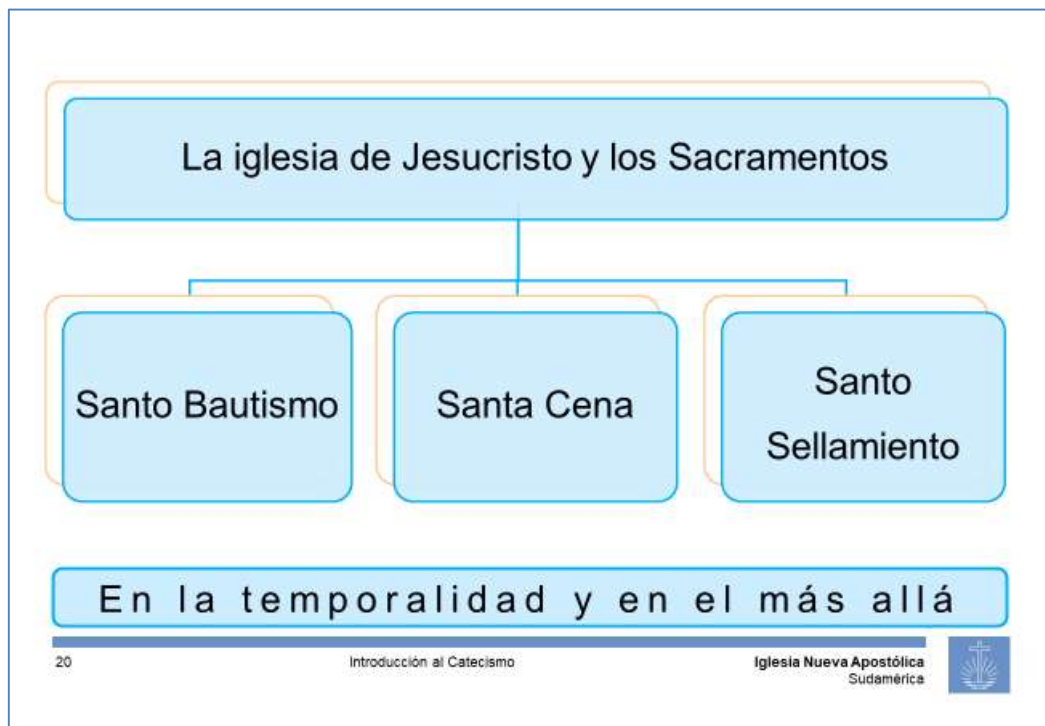 La iglesia de Jesucristo y los Sacramentos
Santo Bautismo
Santa Cena
Santo
Sellamiento
En la temporalidad y en el más allá
20
Introducción al Catecismo
Iglesia Nueva Apostólica
Sudamérica